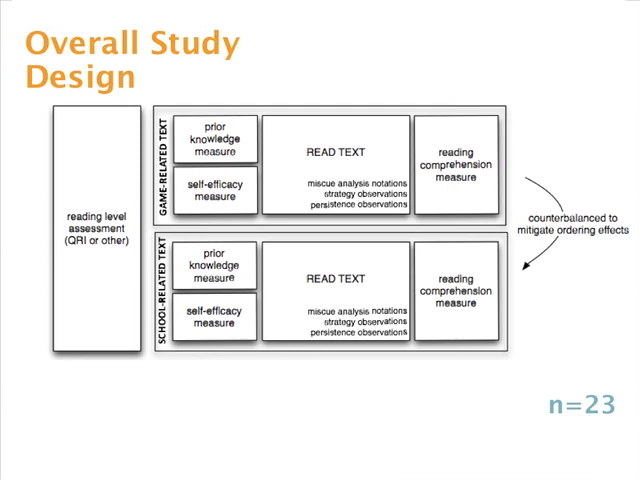 Overall Study
Design
reading level
assessment
(QRI or other)
GAME-RELATED TEXT
prior
knowledge
measure
self-efficacy
measure
READ TEXT
miscue analysis notations
strategy observations
persistence observations
reading
comprehension
measure
SCHOOL-RELATED TEXT
prior
knowledge
measure
self-efficacy
measure
READ TEXT
miscue analysis notations
strategy observations
persistence observations
reading
comprehension
measure
counterbalanced to
mitigate ordering effects
n=23